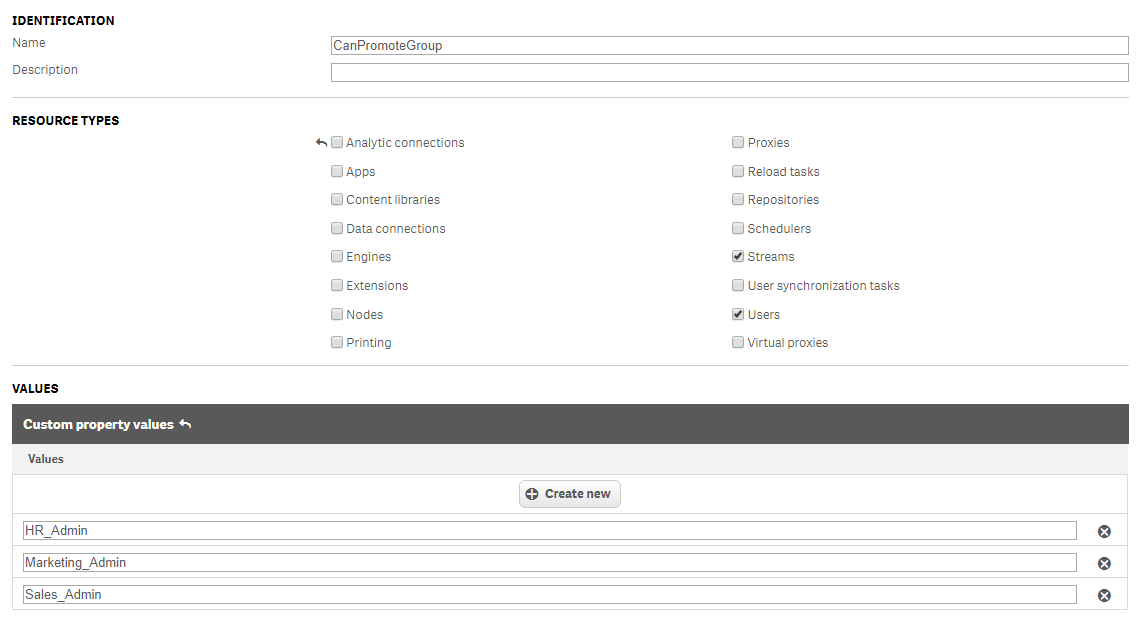 IDENTIFICATION
Name
CanPromoteGroup
Description
RESOURCE TYPES
Analytic connections
Proxies
Apps
Reload tasks
Content libraries
Repositories
Data connections
Schedulers
Engines
Streams
Extensions
User synchronization tasks
Nodes
Users
Printing
Virtual proxies
VALUES
Custom property values
Values
Create new
HR_Admin
Marketing_Admin
Sales_Admin